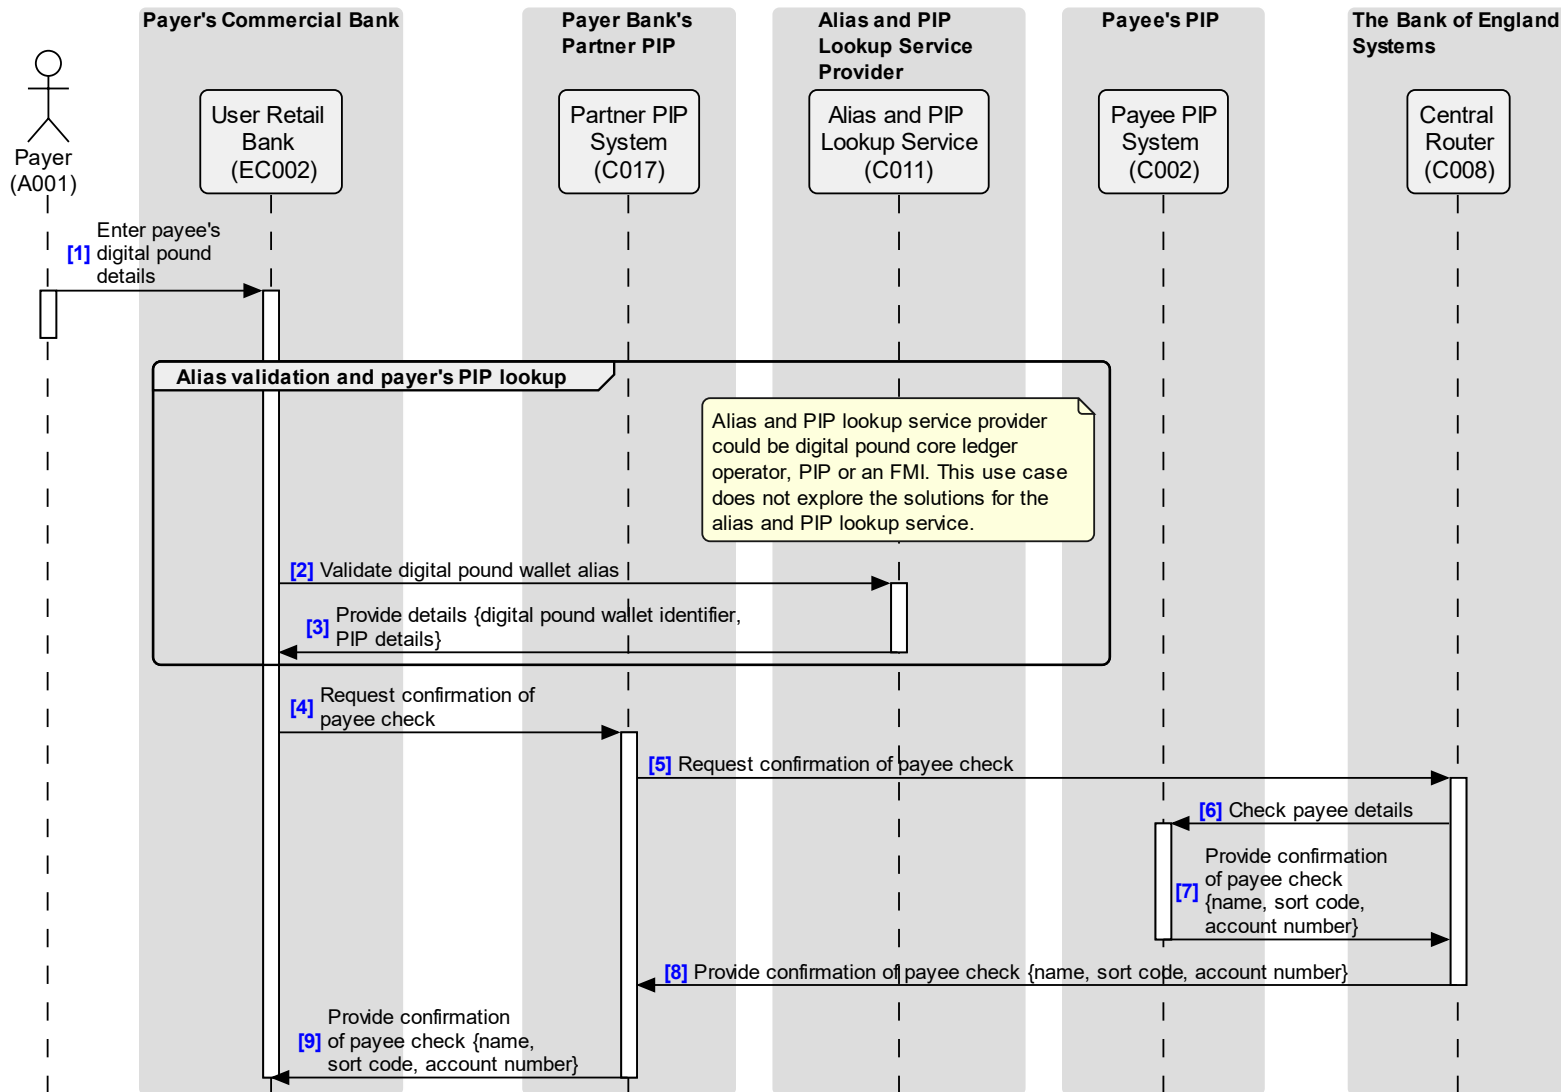 Payer's Commercial Bank
Payer Bank's
Partner PIP
Alias and PIP
Lookup Service
Provider
Payee's PIP
The Bank of England
Systems
Payer
(A001)
User Retail
Bank
(EC002)
Partner PIP
System
(C017)
Alias and PIP
Lookup Service
(C011)
Payee PIP
System
(C002)
Central
Router
(C008)
Enter payee's
[1] digital pound
details
Alias validation and payer's PIP lookup
Alias and PIP lookup service provider
could be digital pound core ledger
operator, PIP or an FMI. This use case
does not explore the solutions for the
alias and PIP lookup service.
[2] Validate digital pound wallet alias
Provide details {digital pound wallet identifier,
[3] PIP details}
Request confirmation of
[4] payee check
[5] Request confirmation of payee check
[6] Check payee details
Provide confirmation
of payee check
[7] {name, sort code,
account number}
[8] Provide confirmation of payee check {name, sort code, account number}
Provide confirmation
[9] of payee check {name,
sort code, account number}